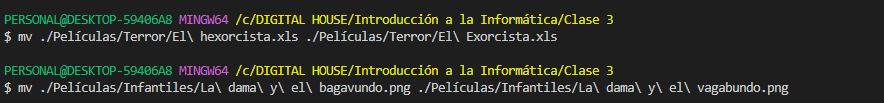 PERSONAL@DESKTOP-59406A8 MINGW64 /c/DIGITAL HOUSE/Introducción a la Informática/Clase 3
$ mv ./Películas/Terror/El\ hexorcista.xls ./Películas/Terror/El\ Exorcista.xls
PERSONAL@DESKTOP-59406A8 MINGW64 /c/DIGITAL HOUSE/Introducción a la Informática/Clase 3
$ mv ./Películas/Infantiles/La\ dama\ y\ el\ bagavundo.png ./Películas/Infantiles/La\ dama\ y\ el\ vagabundo.png